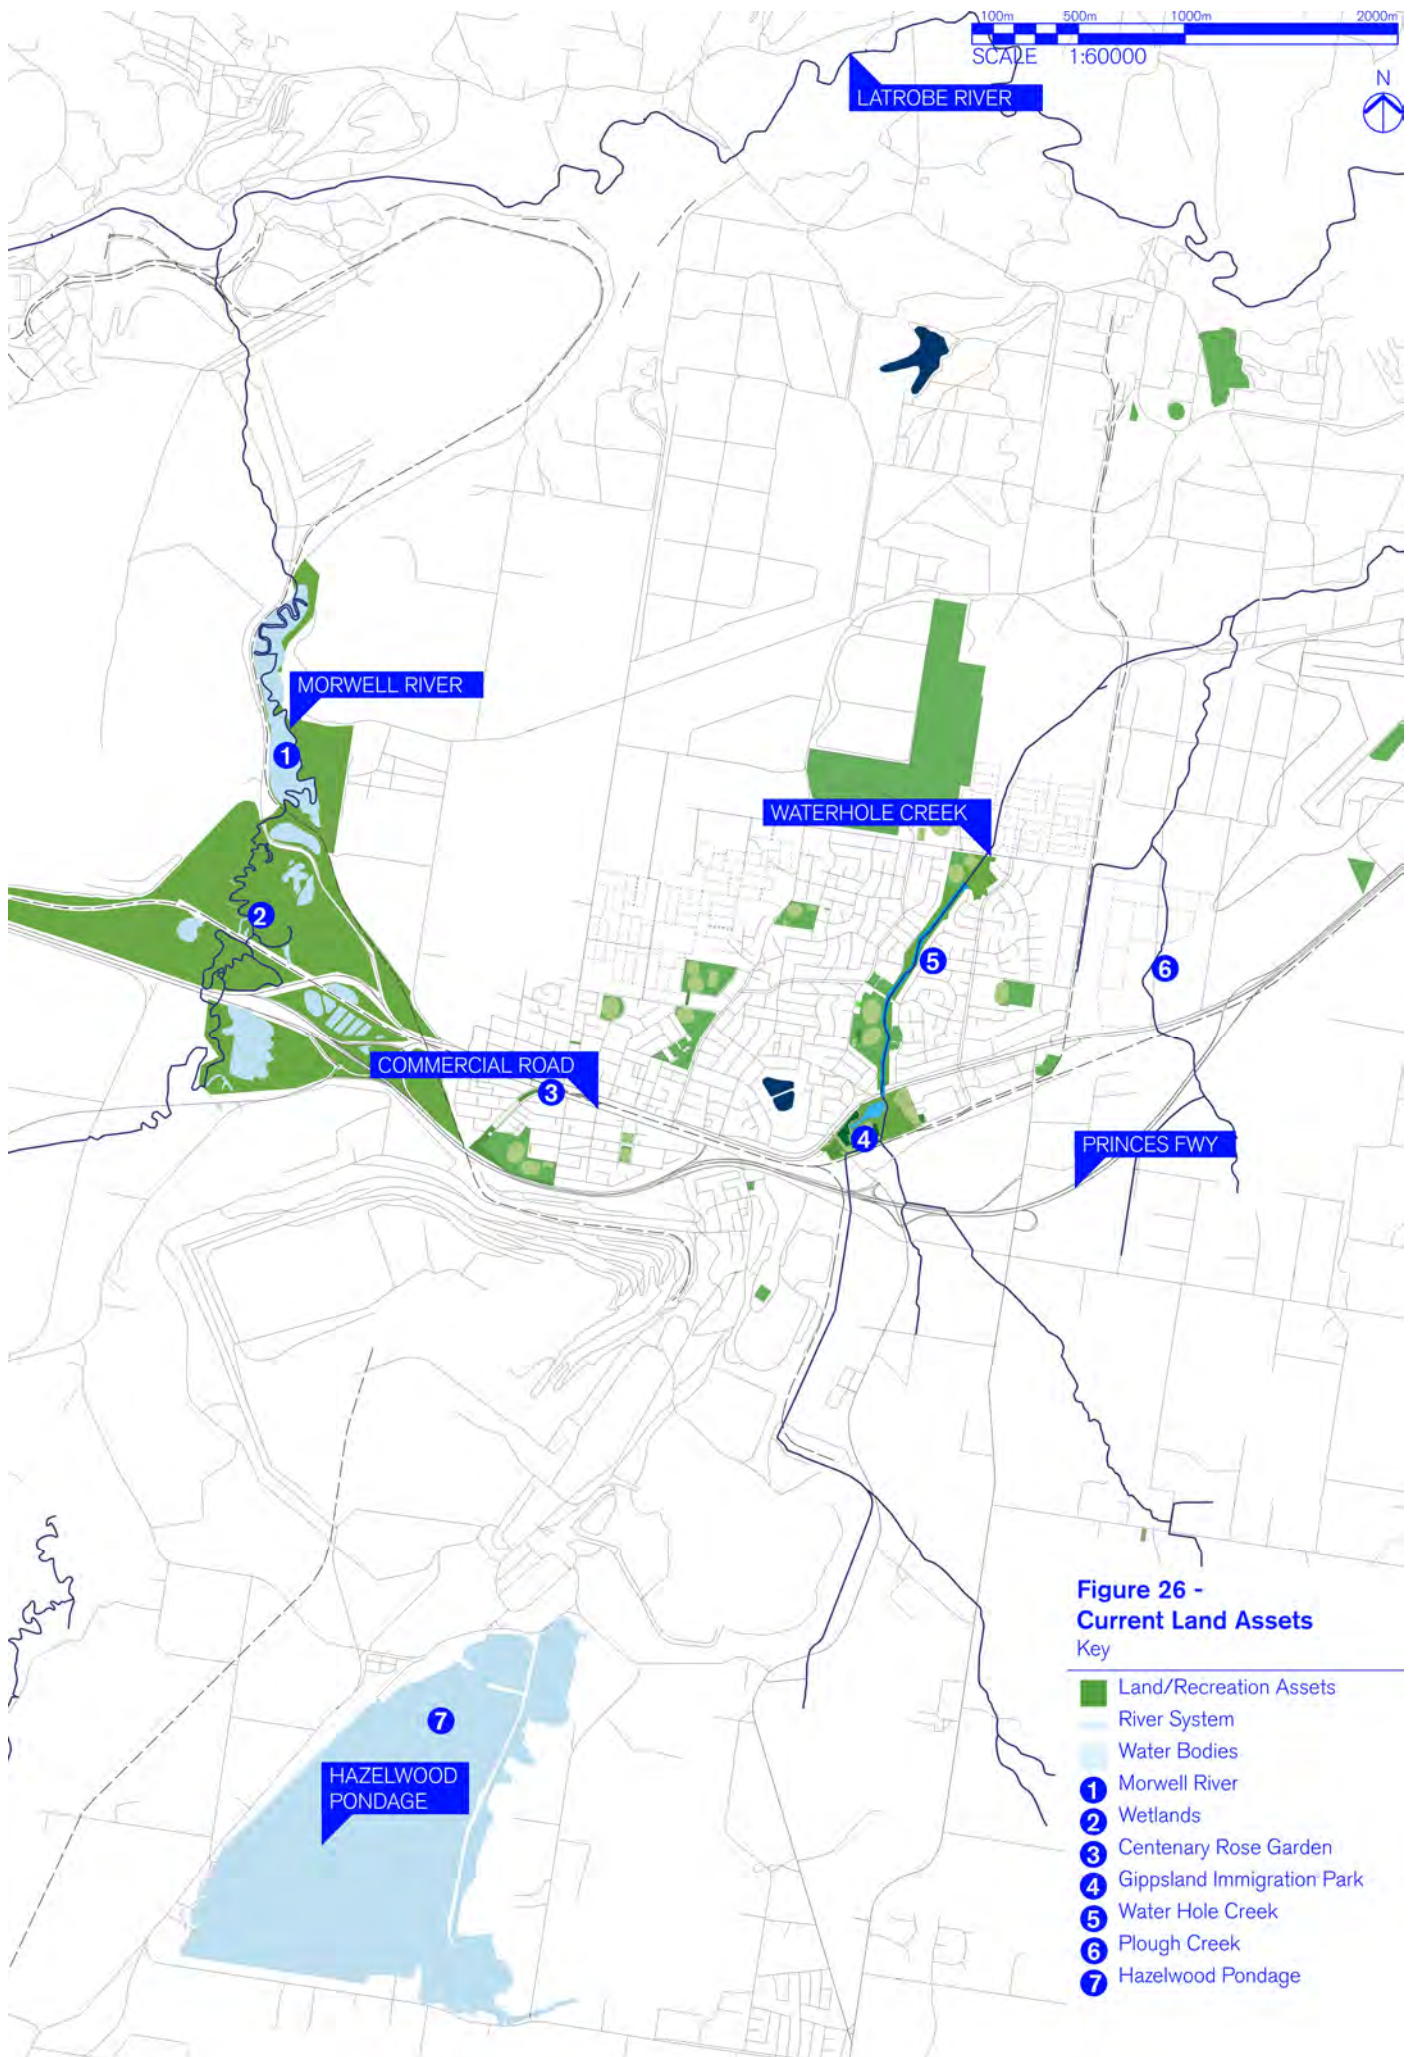 100m 500m 1000m 2000m
SCALE 1:60000
N
LATROBE RIVER
MORWELL RIVER
1
WATERHOLE CREEK
2
5
6
COMMERCIAL ROAD
3
4
PRINCES FWY
7
HAZELWOOD
PONDAGE
Figure 26 -
Current Land Assets
Key
Land/Recreation Assets
River System
Water Bodies
1 Morwell River
2 Wetlands
3 Centenary Rose Garden
4 Gippsland Immigration Park
5 Water Hole Creek
6 Plough Creek
7 Hazelwood Pondage